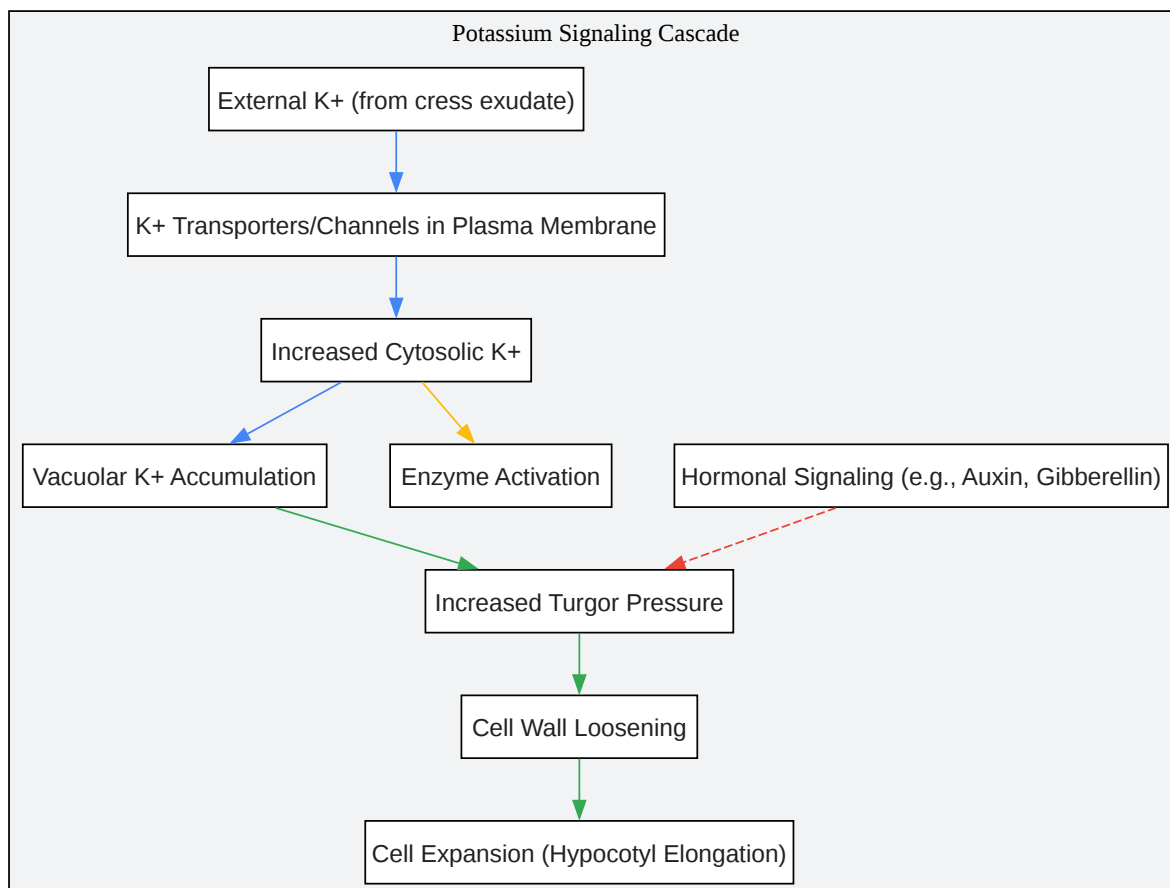 Potassium Signaling Cascade
External K+ (from cress exudate)
K+ Transporters/Channels in Plasma Membrane
Increased Cytosolic K+
Vacuolar K+ Accumulation
Enzyme Activation
Hormonal Signaling (e.g., Auxin, Gibberellin)
Increased Turgor Pressure
Cell Wall Loosening
Cell Expansion (Hypocotyl Elongation)